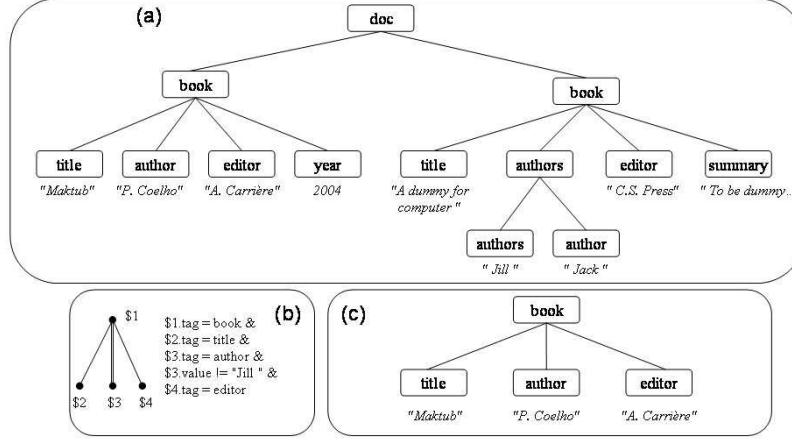 (a)
doc
book
book
title author editor year
"Maktub" "P. Coelho" "A. Carrière" 2004
title authors editor summary
"A dummy for
computer "
" C.S. Press" " To be dummy...
authors author
" Jill " " Jack "
(b)
$1
$2 $3 $4
$1.tag = book &
$2.tag = title &
$3.tag = author &
$3.value != "Jill " &
$4.tag = editor
(c)
book
title author editor
"Maktub" "P. Coelho" "A. Carrière"